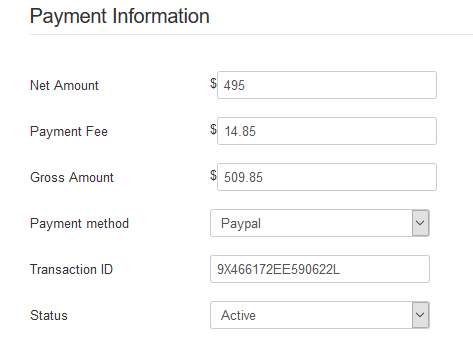 Payment Information
Net Amount $ 495
Payment Fee $ 14.85
Gross Amount $ 509.85
Payment method Paypal
Transaction ID 9X466172EE590622L
Status Active